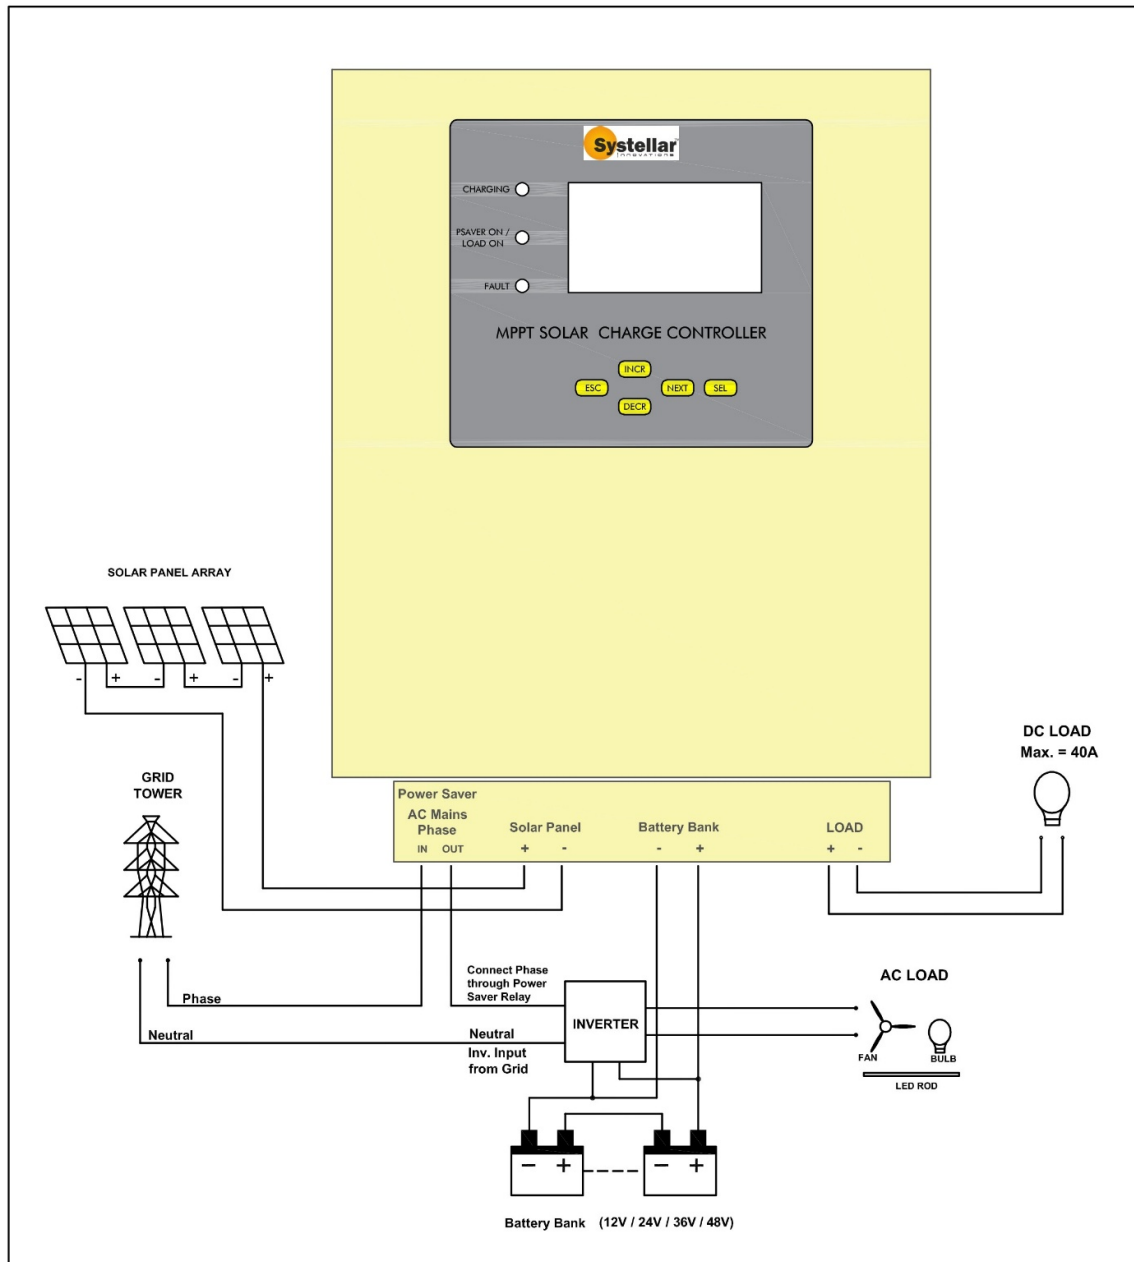 Systellar
INNOVATIONS
CHARGING
PSAVER ON /
LOAD ON
FAULT
MPPT SOLAR CHARGE CONTROLLER
INCR
ESC
NEXT
SEL
DECR
SOLAR PANEL ARRAY
- + - + - +
GRID
TOWER
DC LOAD
Max. = 40A
Power Saver
AC Mains
Phase
IN OUT
Solar Panel
+ -
Battery Bank
- +
LOAD
+ -
Phase
Neutral
Connect Phase
through Power
Saver Relay
Neutral
Inv. Input
from Grid
INVERTER
AC LOAD
FAN
BULB
LED ROD
- + - +
Battery Bank (12V / 24V / 36V / 48V)